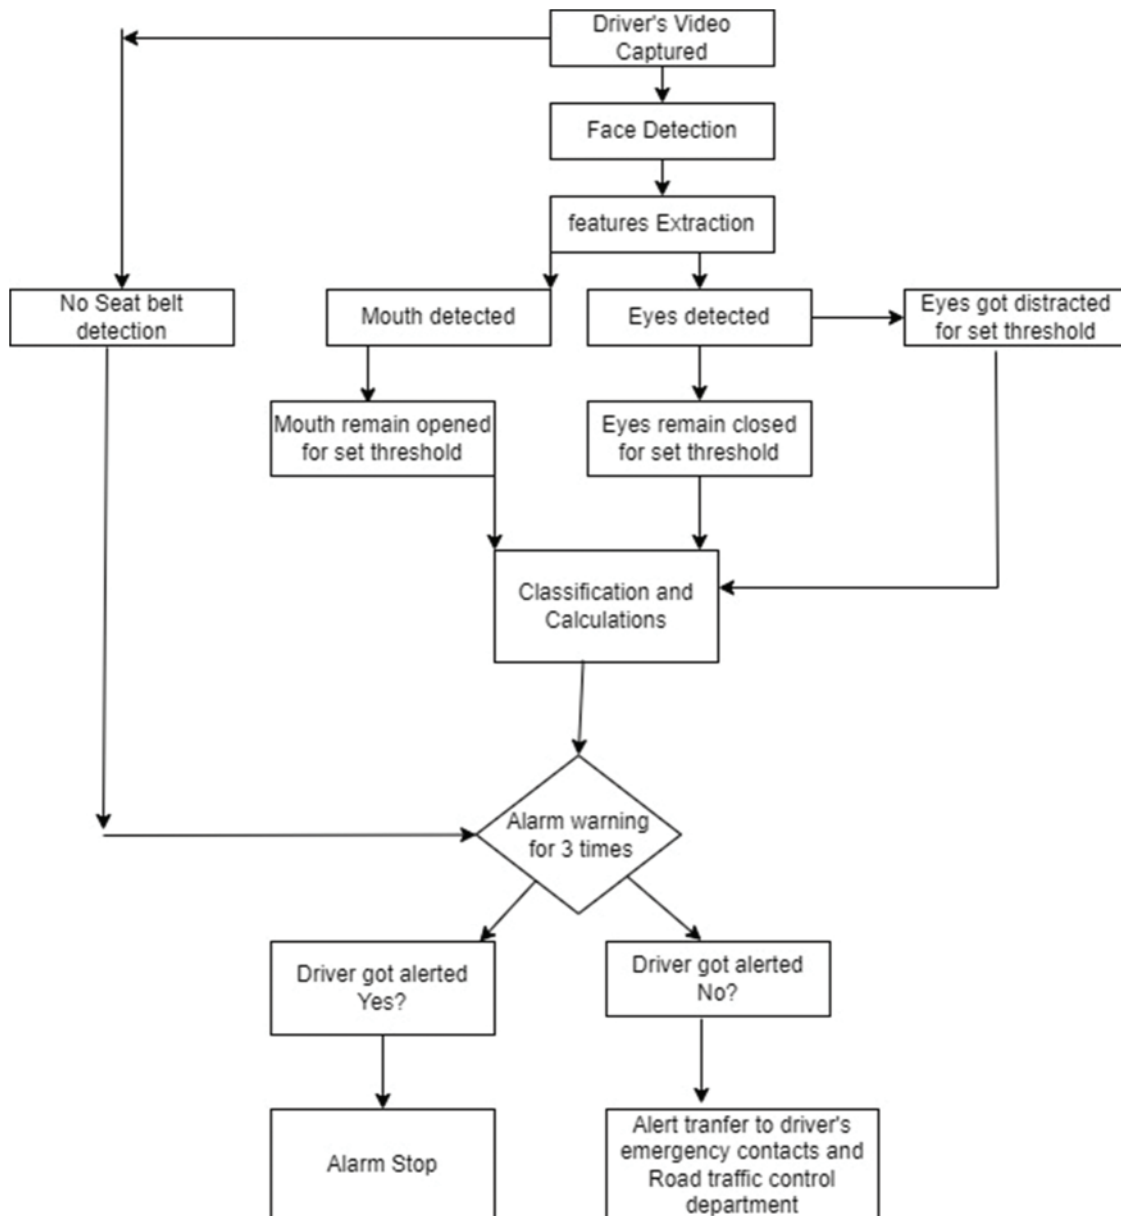 Driver's Video
Captured
Face Detection
features Extraction
No Seat belt
detection
Mouth detected
Eyes detected
Eyes got distracted
for set threshold
Mouth remain opened
for set threshold
Eyes remain closed
for set threshold
Classification and
Calculations
Alarm warning
for 3 times
Driver got alerted
Yes?
Driver got alerted
No?
Alarm Stop
Alert tranfer to driver's
emergency contacts and
Road traffic control
department